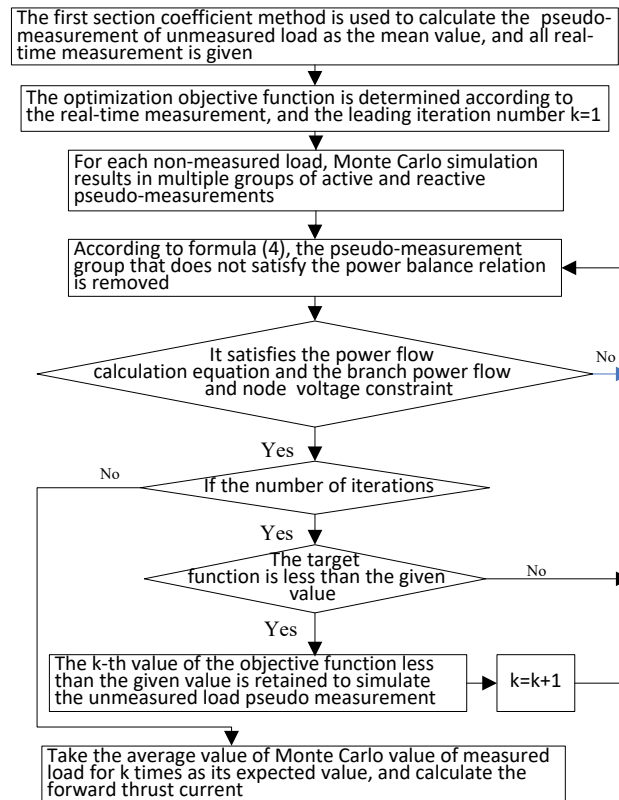 The first section coefficient method is used to calculate the pseudo-
measurement of unmeasured load as the mean value, and all real-
time measurement is given
The optimization objective function is determined according to
the real-time measurement, and the leading iteration number k=1
For each non-measured load, Monte Carlo simulation
results in multiple groups of active and reactive
pseudo-measurements
According to formula (4), the pseudo-measurement
group that does not satisfy the power balance relation
is removed
It satisfies the power flow
calculation equation and the branch power flow
and node voltage constraint
No
Yes
No
If the number of iterations
Yes
The target
function is less than the given
value
No
Yes
The k-th value of the objective function less
than the given value is retained to simulate
the unmeasured load pseudo measurement
k=k+1
Take the average value of Monte Carlo value of measured
load for k times as its expected value, and calculate the
forward thrust current